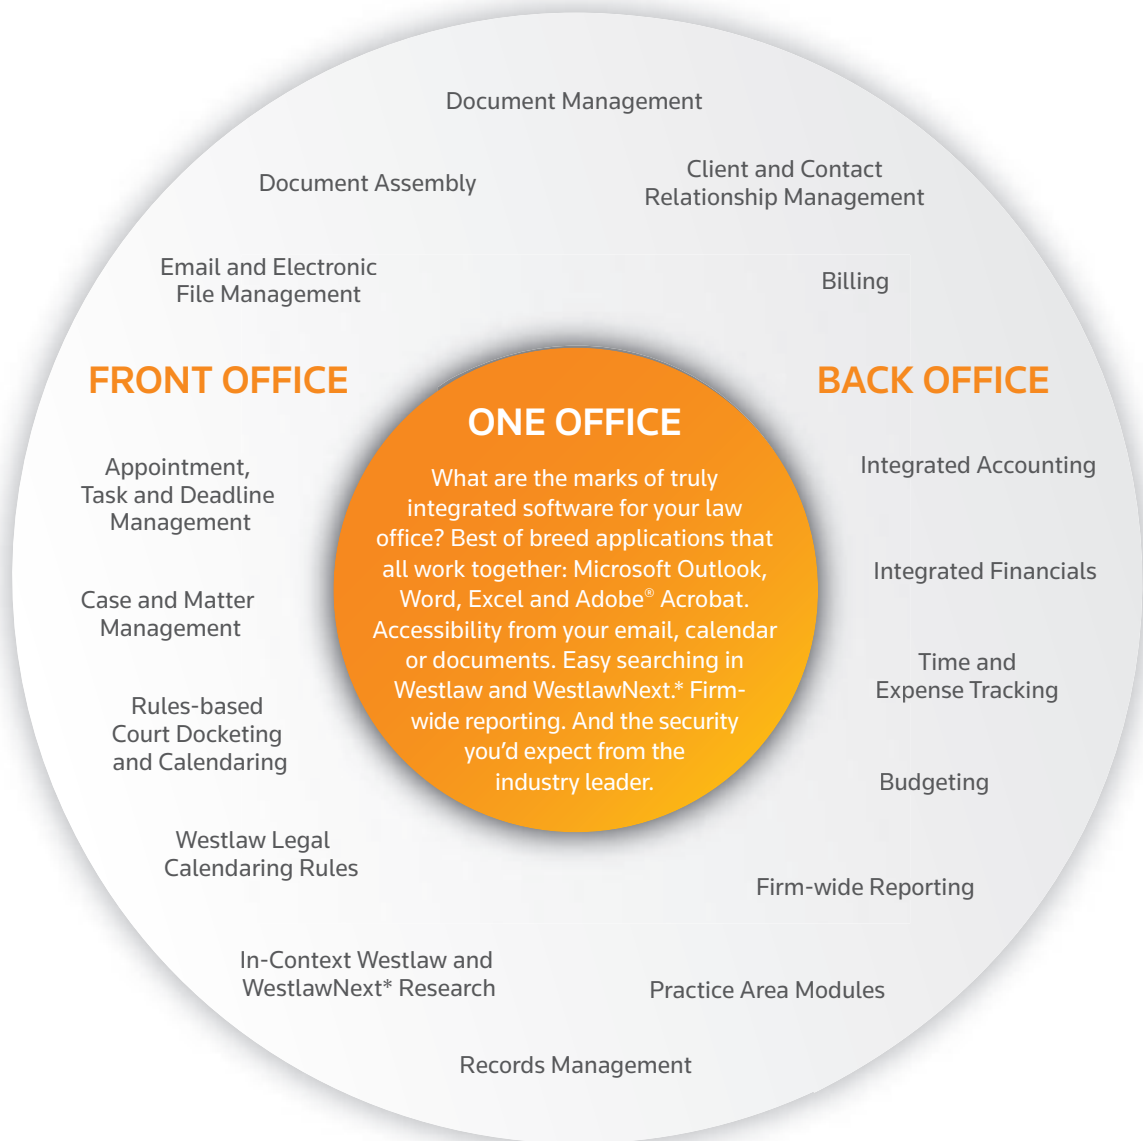 Document Management
Document Assembly
Client and Contact
Relationship Management
Email and Electronic
File Management
Billing
FRONT OFFICE
BACK OFFICE
ONE OFFICE
What are the marks of truly
integrated software for your law
office? Best of breed applications that
all work together: Microsoft Outlook,
Word, Excel and Adobe® Acrobat.
Accessibility from your email, calendar
or documents. Easy searching in
Westlaw and WestlawNext.* Firm-
wide reporting. And the security
you’d expect from the
industry leader.
Appointment,
Task and Deadline
Management
Case and Matter
Management
Rules-based
Court Docketing
and Calendaring
Westlaw Legal
Calendaring Rules
In-Context Westlaw and
WestlawNext* Research
Integrated Accounting
Integrated Financials
Time and
Expense Tracking
Budgeting
Firm-wide Reporting
Practice Area Modules
Records Management